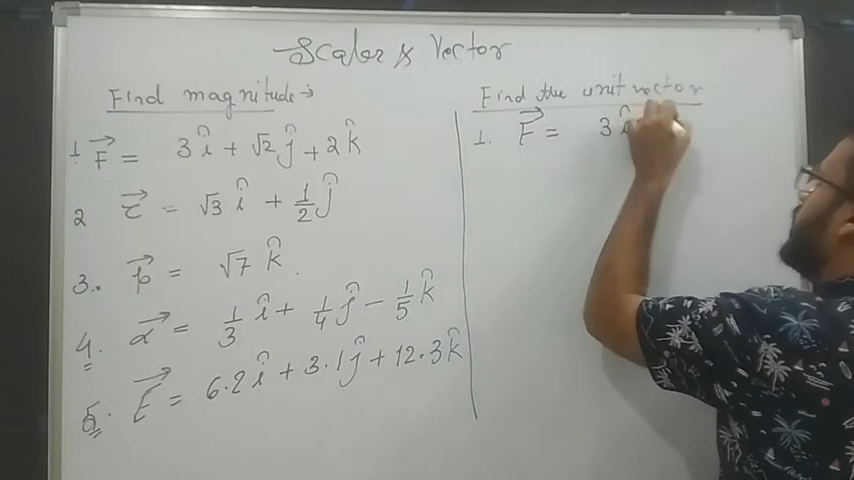 Scaler & Vector
Find magnitude :→
1. F⃗ = 3î + √2ĵ + 2k̂
2 τ⃗ = √3 î + 1/2 ĵ
3. p⃗ = √7 k̂.
4. α⃗ = 1/3 î + 1/4 ĵ - 1/5 k̂
5. E⃗ = 6.2î + 3.1ĵ + 12.3k̂
Find the unit vector
1. F⃗ = 3 î